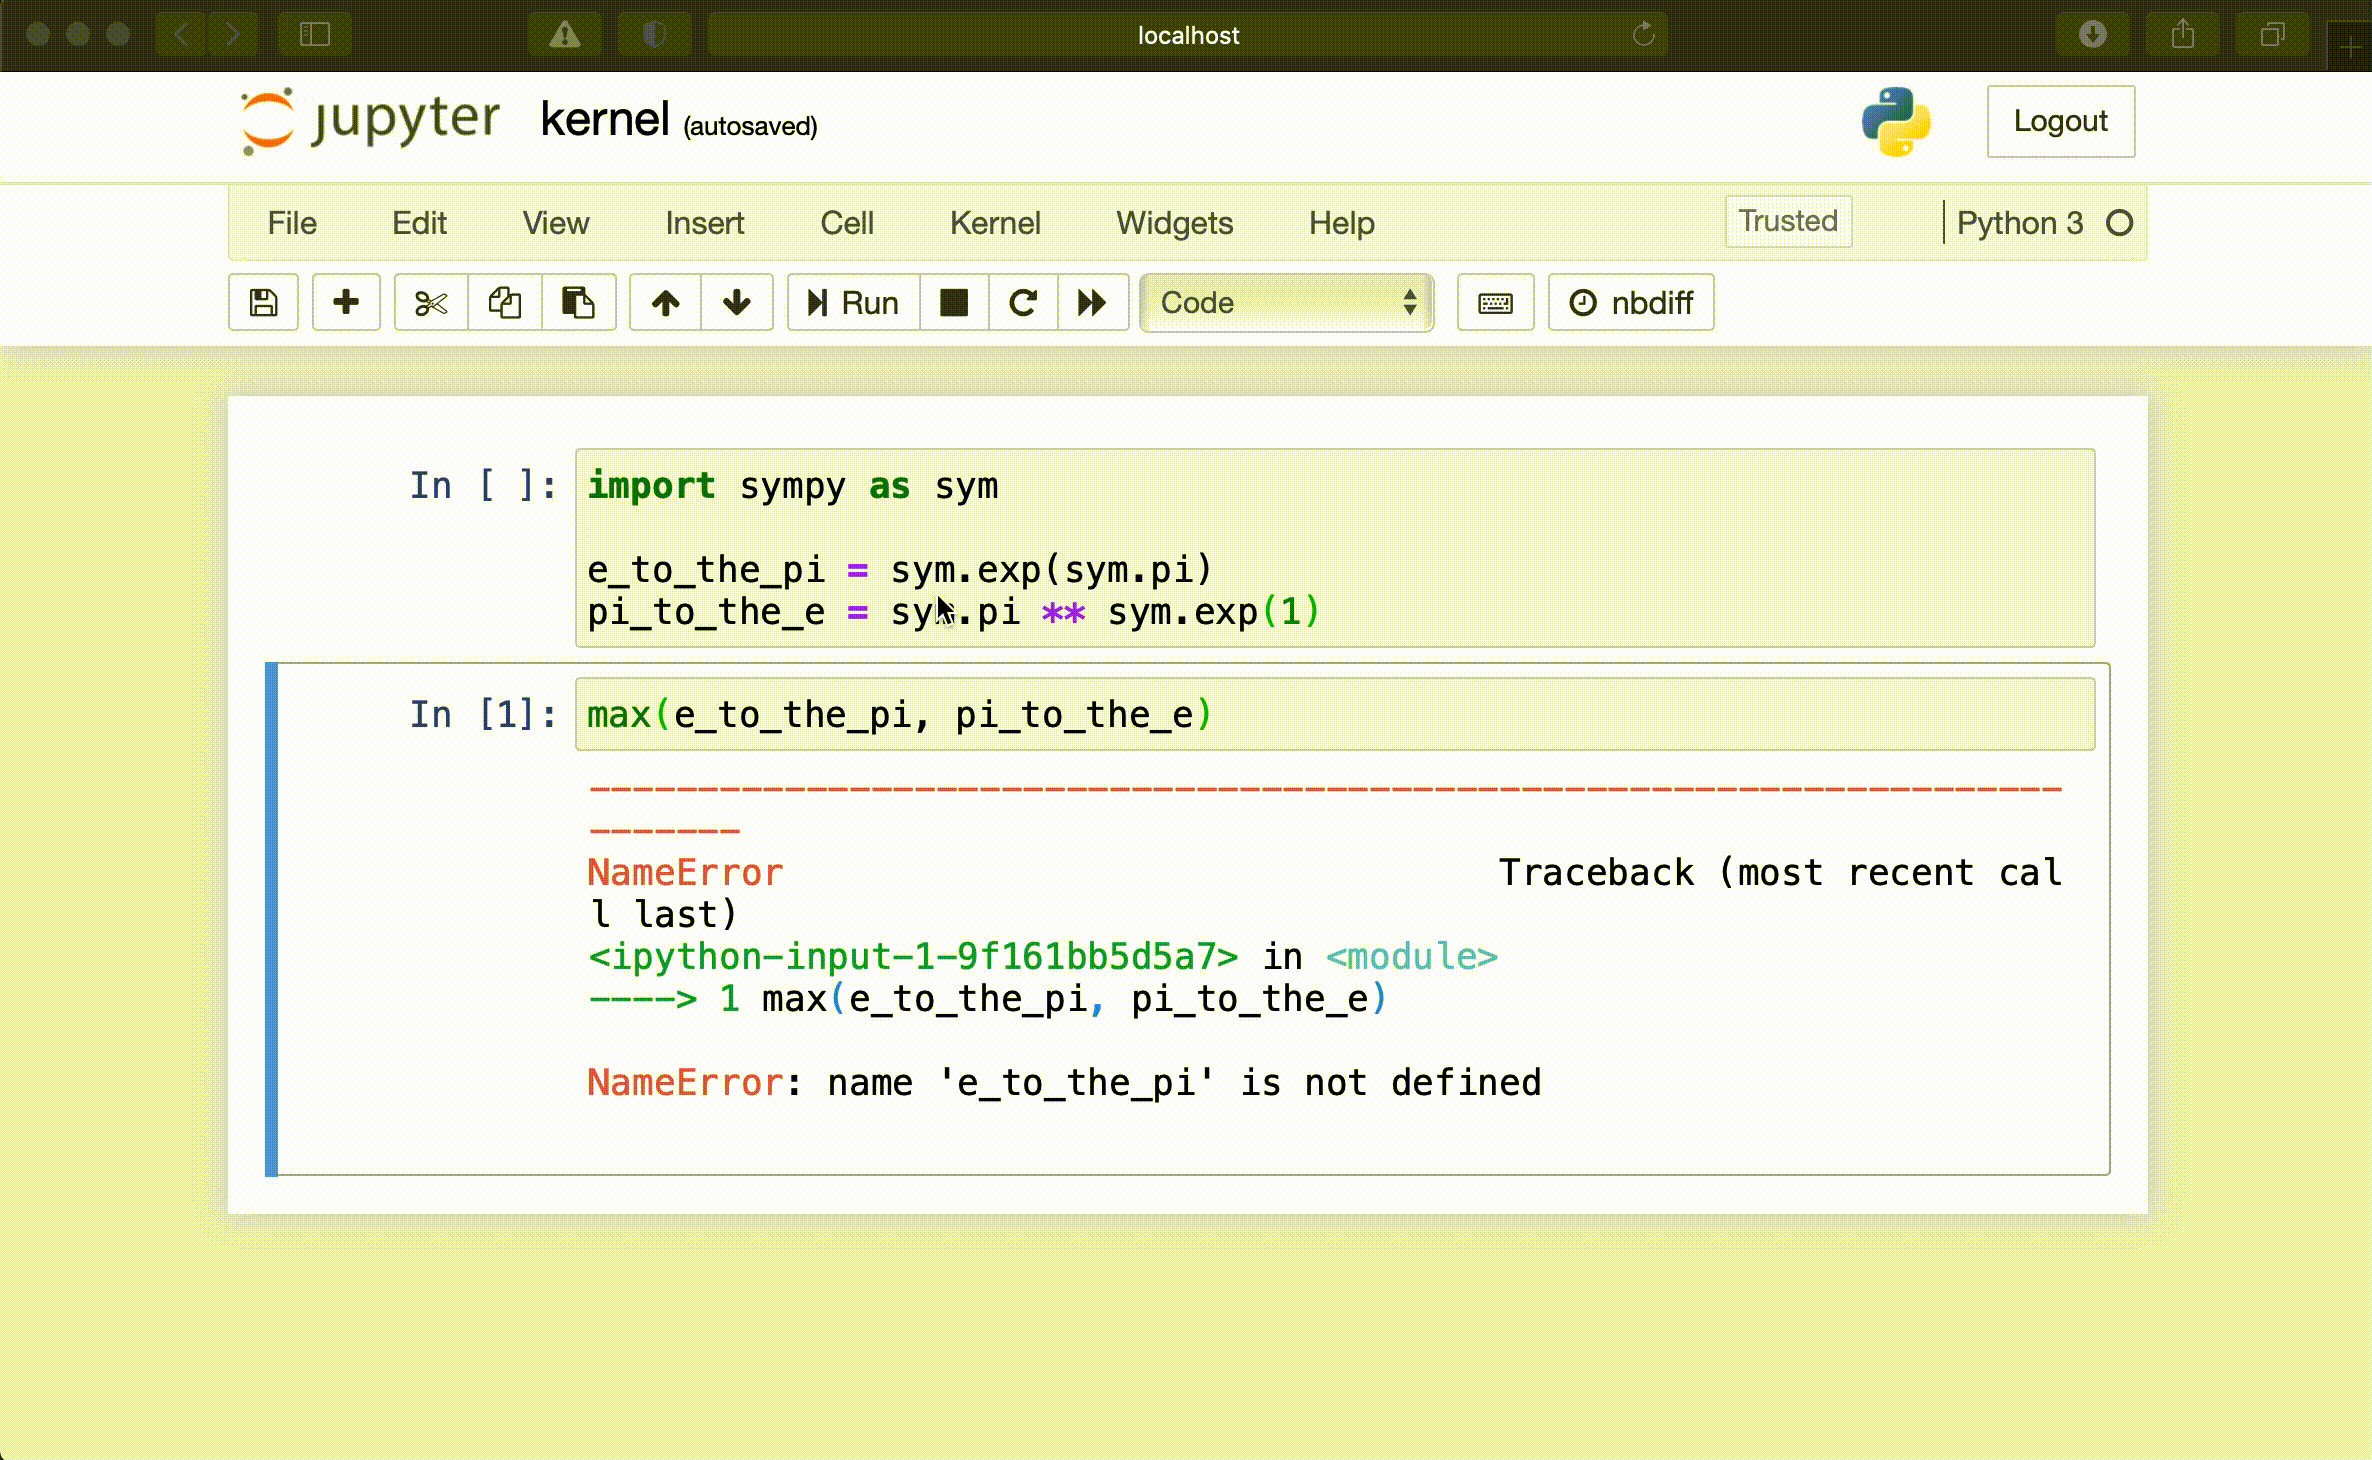 localhost
jupyter kernel (autosaved)
Logout
File Edit View Insert Cell Kernel Widgets Help Trusted Python 3
Run Code nbdiff
In [ ]: import sympy as sym
e_to_the_pi = sym.exp(sym.pi)
pi_to_the_e = sym.pi ** sym.exp(1)
In [1]: max(e_to_the_pi, pi_to_the_e)
--------------------------------------------------------------------
-------
NameError Traceback (most recent cal
l last)
<ipython-input-1-9f161bb5d5a7> in <module>
----> 1 max(e_to_the_pi, pi_to_the_e)
NameError: name 'e_to_the_pi' is not defined